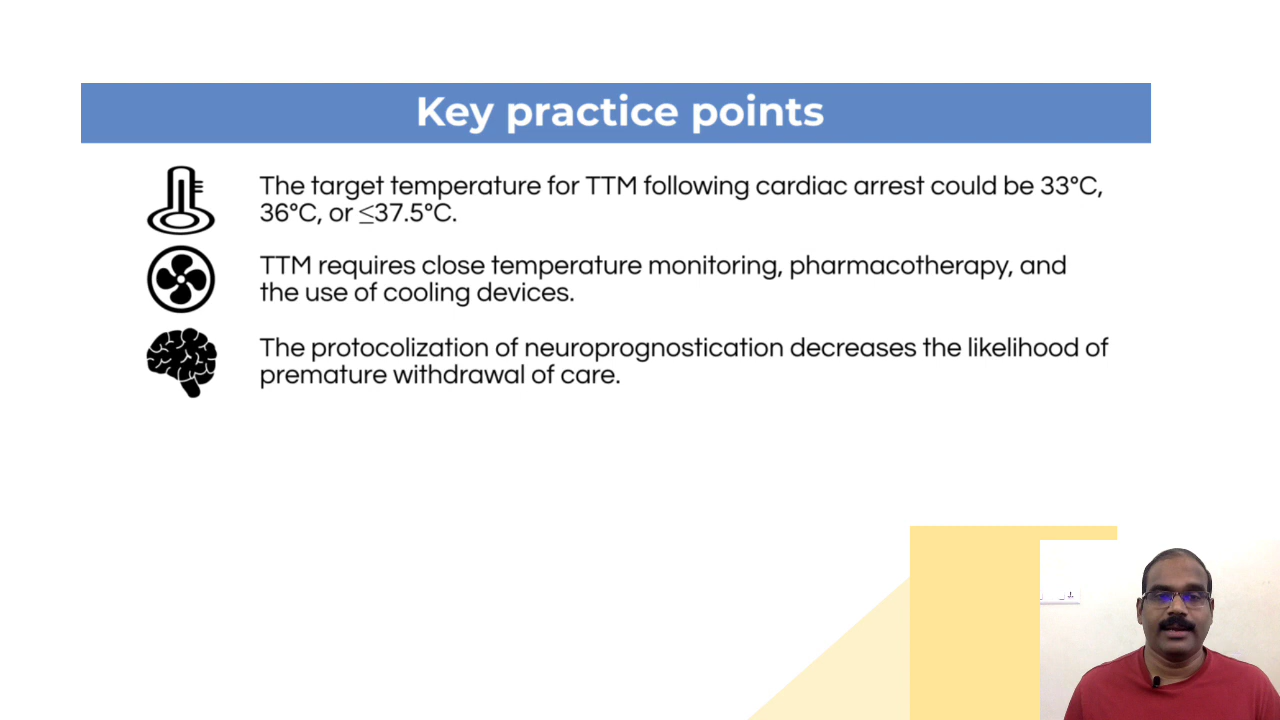 Key practice points
The target temperature for TTM following cardiac arrest could be 33°C,
36°C, or ≤37.5°C.
TTM requires close temperature monitoring, pharmacotherapy, and
the use of cooling devices.
The protocolization of neuroprognostication decreases the likelihood of
premature withdrawal of care.